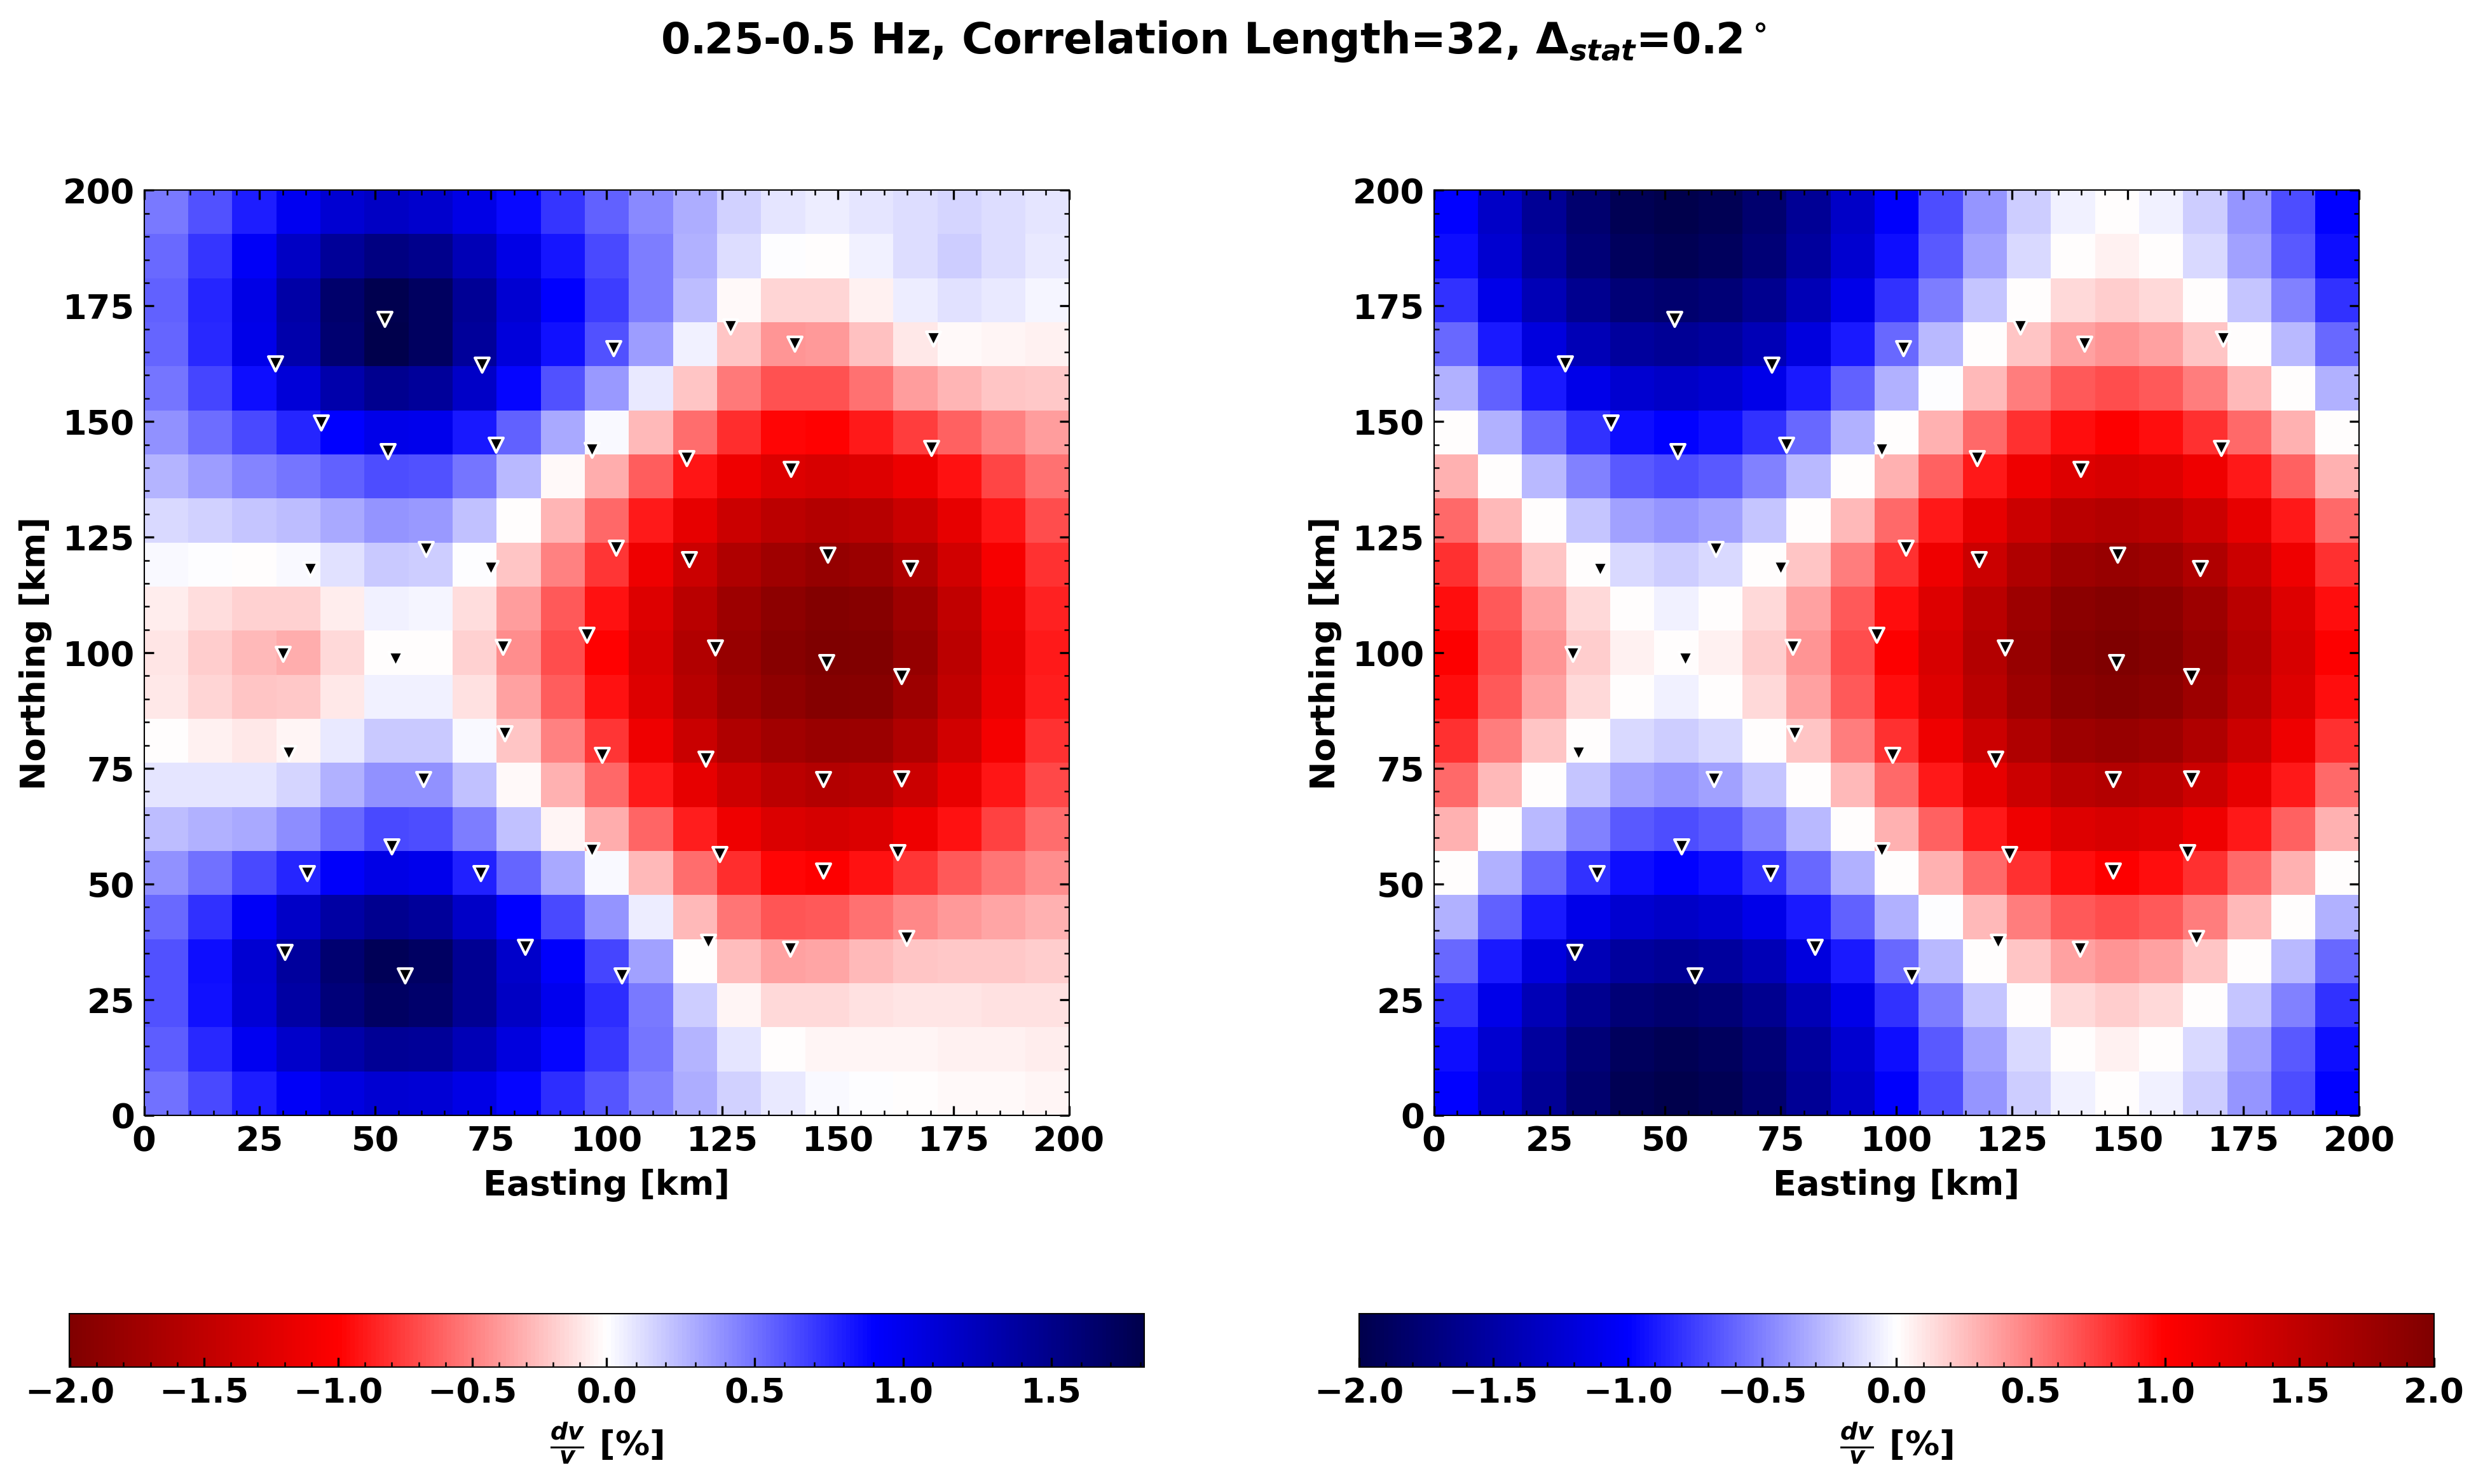 0.25-0.5 Hz, Correlation Length=32, Δstat=0.2°
200
175
150
125
100
75
50
25
0
Northing [km]
0 25 50 75 100 125 150 175 200
Easting [km]
−2.0 −1.5 −1.0 −0.5 0.0 0.5 1.0 1.5
dv/v [%]
200
175
150
125
100
75
50
25
0
Northing [km]
0 25 50 75 100 125 150 175 200
Easting [km]
−2.0 −1.5 −1.0 −0.5 0.0 0.5 1.0 1.5 2.0
dv/v [%]